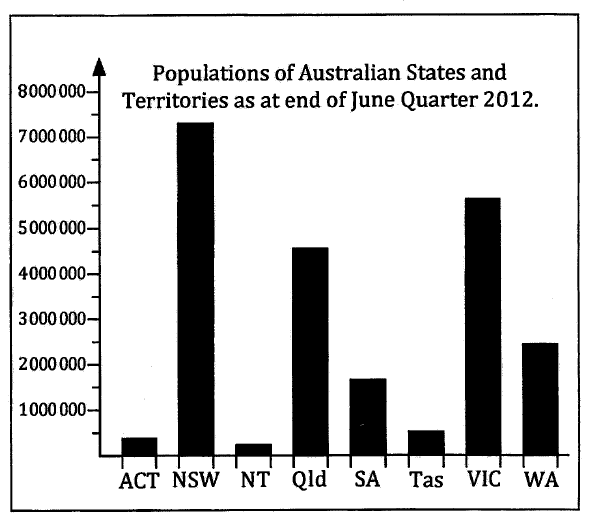 Populations of Australian States and
Territories as at end of June Quarter 2012.
8000000
7000000
6000000
5000000
4000000
3000000
2000000
1000000
ACT NSW NT Qld SA Tas VIC WA